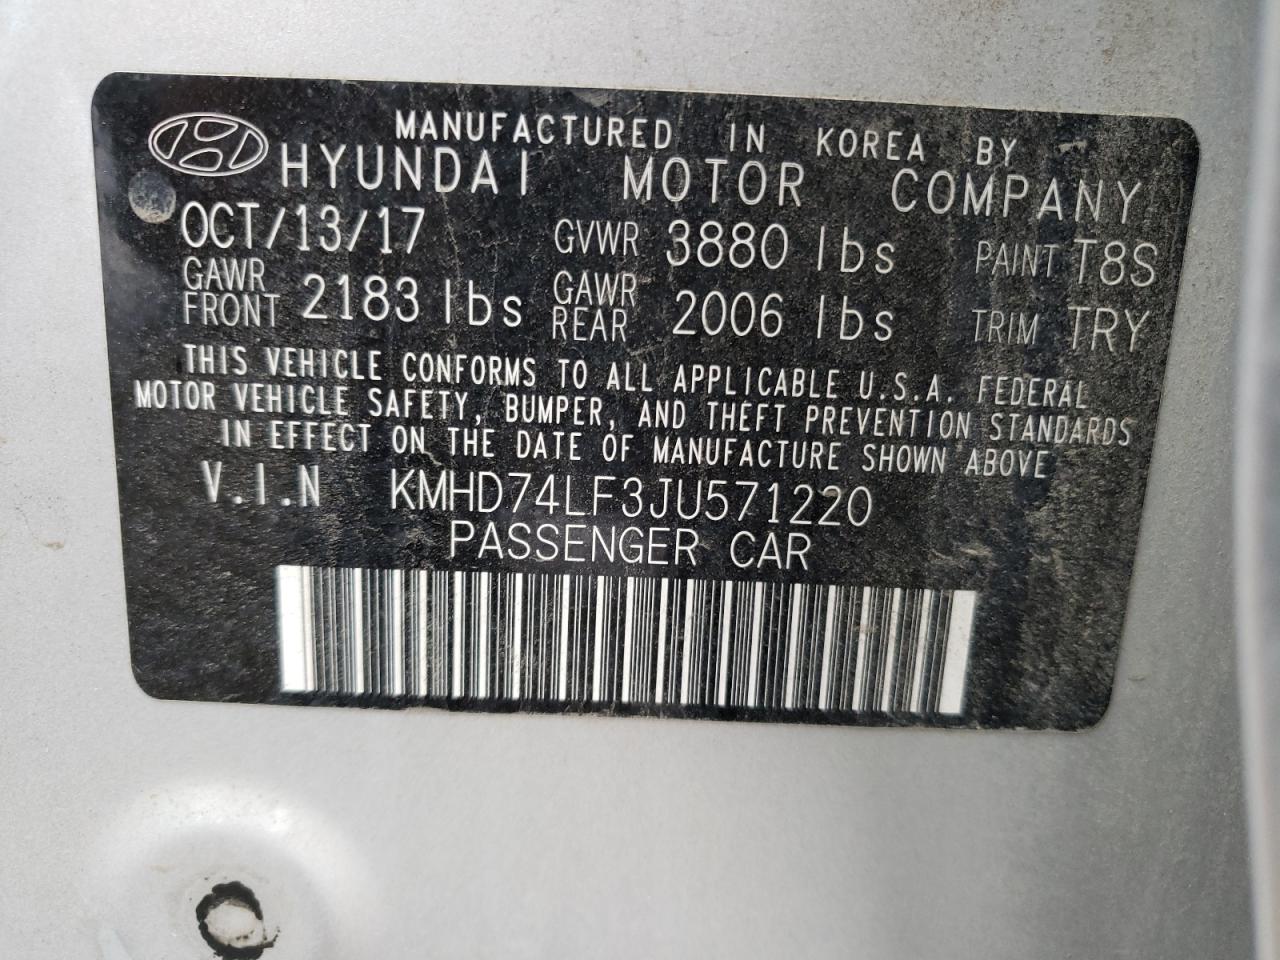 MANUFACTURED IN KOREA BY
HYUNDAI MOTOR COMPANY
OCT/13/17 GVWR 3880 lbs PAINT T8S
GAWR FRONT 2183 lbs GAWR REAR 2006 lbs TRIM TRY
THIS VEHICLE CONFORMS TO ALL APPLICABLE U.S.A. FEDERAL
MOTOR VEHICLE SAFETY, BUMPER, AND THEFT PREVENTION STANDARDS
IN EFFECT ON THE DATE OF MANUFACTURE SHOWN ABOVE
V.I.N KMHD74LF3JU571220
PASSENGER CAR